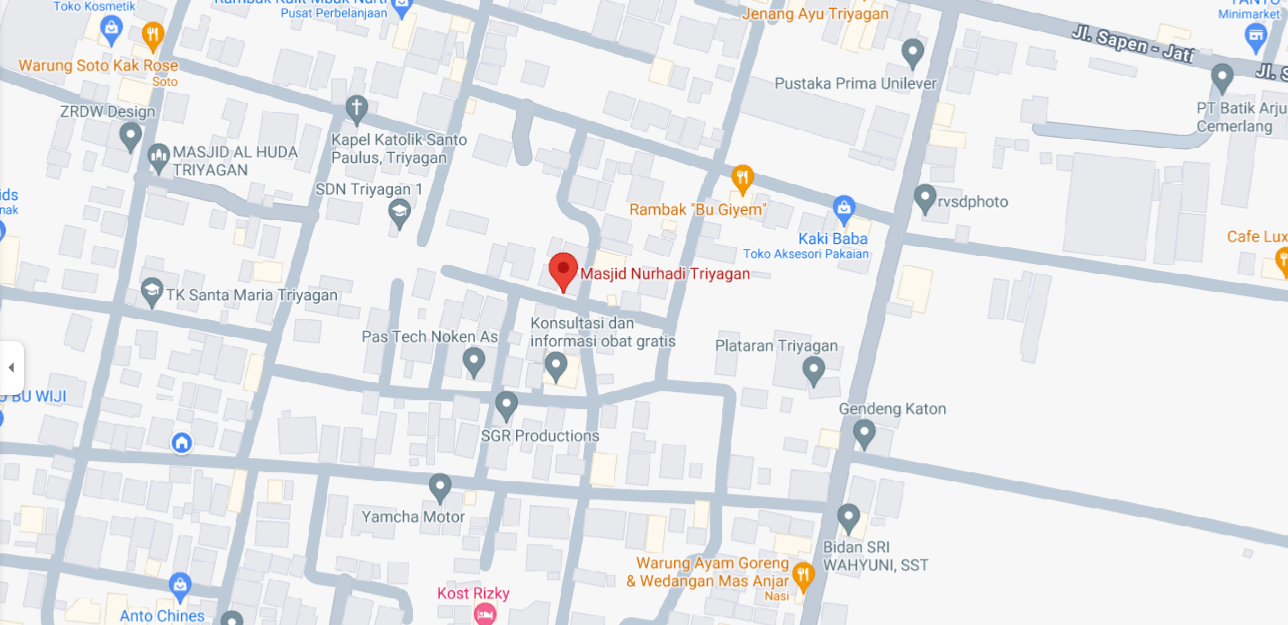 Toko Kosmetik
Rambak Kulit Mbak Narti
Pusat Perbelanjaan
Jenang Ayu Triyagan
Minimarket
Jl. Sapen - Jati
Warung Soto Kak Rose
Soto
Pustaka Prima Unilever
Jl. S
ZRDW Design
PT Batik Arju
Cemerlang
Kapel Katolik Santo
Paulus, Triyagan
MASJID AL HUDA
TRIYAGAN
SDN Triyagan 1
ids
nak
rvsdphoto
Rambak "Bu Giyem"
Kaki Baba
Toko Aksesori Pakaian
Cafe Lux
Masjid Nurhadi Triyagan
TK Santa Maria Triyagan
Konsultasi dan
informasi obat gratis
Pas Tech Noken As
Plataran Triyagan
BU WIJI
Gendeng Katon
SGR Productions
Yamcha Motor
Bidan SRI
WAHYUNI, SST
Warung Ayam Goreng
& Wedangan Mas Anjar
Nasi
Kost Rizky
Anto Chines